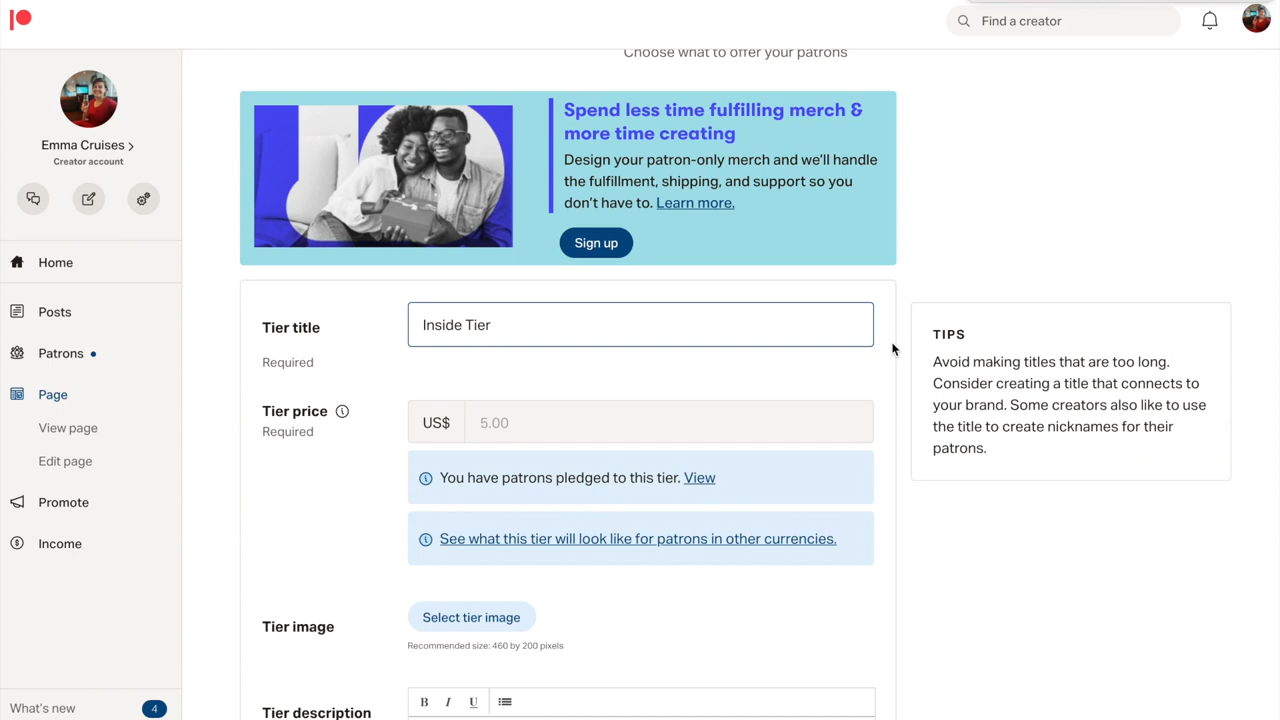 Find a creator
Choose what to offer your patrons
Emma Cruises
Creator account
Home
Posts
Patrons
Page
View page
Edit page
Promote
Income
What's new
4
Spend less time fulfilling merch &
more time creating
Design your patron-only merch and we'll handle
the fulfillment, shipping, and support so you
don't have to. Learn more.
Sign up
Tier title
Required
Inside Tier
Tier price
Required
US$ 5.00
You have patrons pledged to this tier. View
See what this tier will look like for patrons in other currencies.
Tier image
Select tier image
Recommended size: 460 by 200 pixels
Tier description
B I U
TIPS
Avoid making titles that are too long.
Consider creating a title that connects to
your brand. Some creators also like to use
the title to create nicknames for their
patrons.